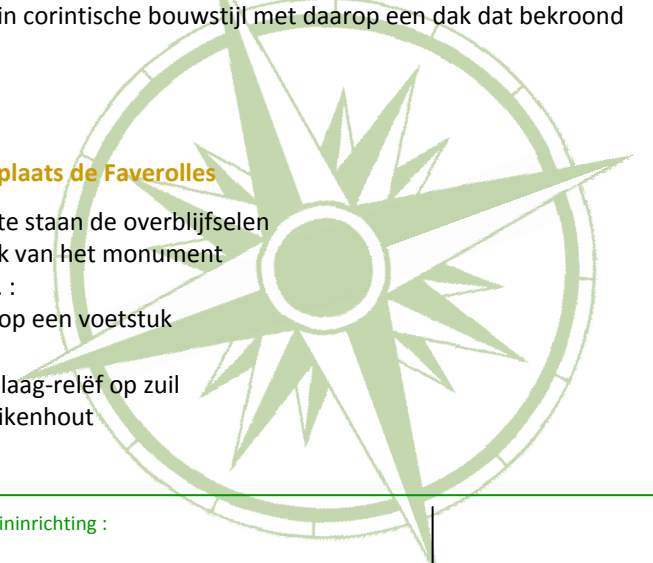 in corintische bouwstijl met daarop een dak dat bekroond
plaats de Faverolles
te staan de overblijfselen
k van het monument
. :
op een voetstuk
laag-relëf op zuil
ikenhout
ininrichting :